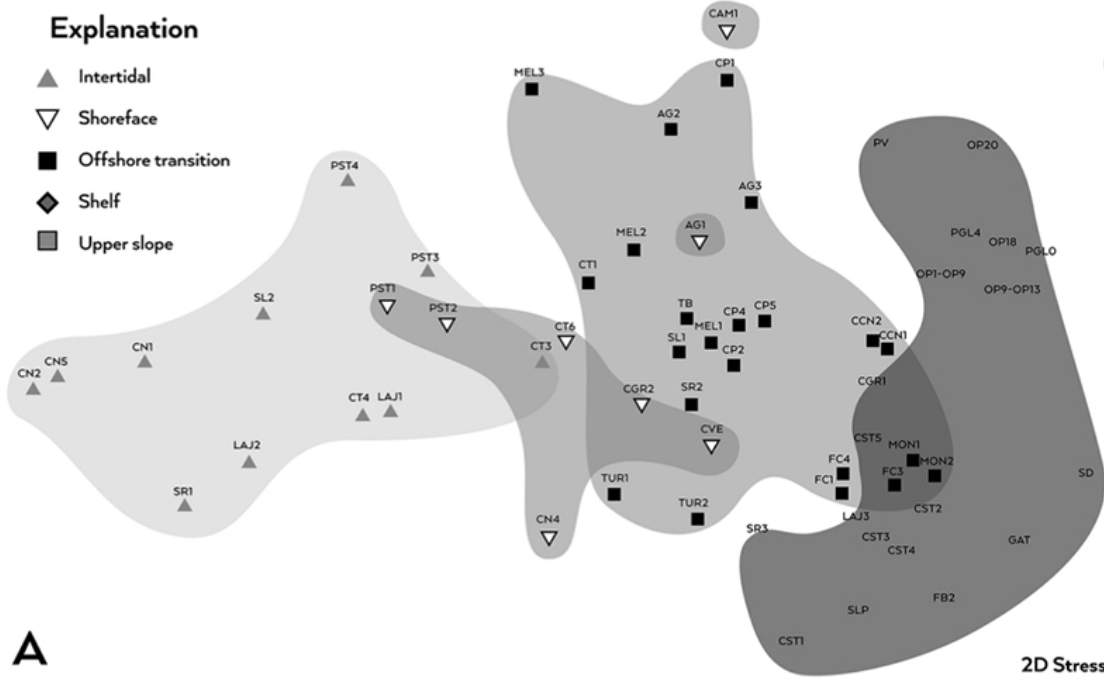 Explanation
Intertidal
Shoreface
Offshore transition
Shelf
Upper slope
CAM1
CP1
MEL3
AG2
PV
OP20
PST4
AG3
AG1
MEL2
PGL4
OP18
PGL0
PST3
CT1
OP1-OP9
OP9-OP13
PST1
SL2
PST2
TB
CP4
CP5
CT6
MEL1
SL1
CP2
CCN2
CCN1
CN1
CT3
CN5
CN2
CGR1
CT4
LAJ1
CGR2
SR2
CVE
CST5
MON1
LAJ2
FC4
FC3
MON2
SD
FC1
SR1
TUR1
TUR2
CST2
LAJ3
CN4
SR3
CST3
CST4
GAT
SLP
FB2
CST1
A
2D Stress